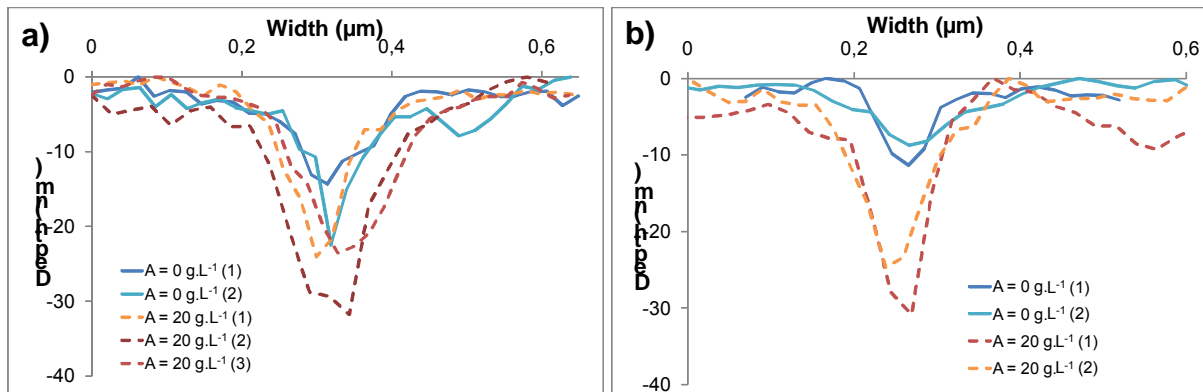 a)
Width (µm)
0 0,2 0,4 0,6
0
-10
-20
-30
-40
Depth (nm)
A = 0 g.L⁻¹ (1)
A = 0 g.L⁻¹ (2)
A = 20 g.L⁻¹ (1)
A = 20 g.L⁻¹ (2)
A = 20 g.L⁻¹ (3)
b)
Width (µm)
0 0,2 0,4 0,6
0
-10
-20
-30
-40
Depth (nm)
A = 0 g.L⁻¹ (1)
A = 0 g.L⁻¹ (2)
A = 20 g.L⁻¹ (1)
A = 20 g.L⁻¹ (2)